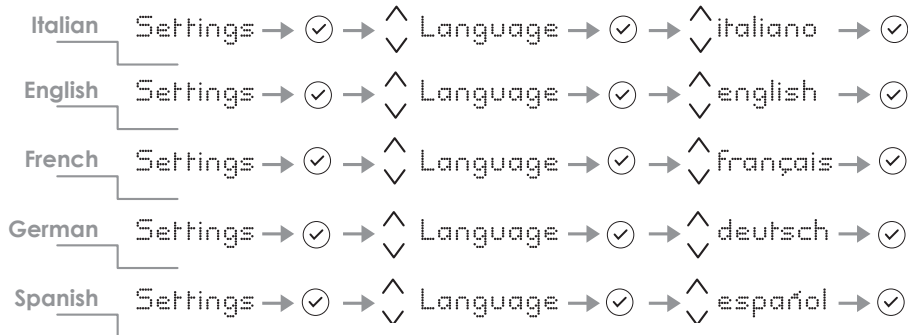 Italian Settings Language italiano
English Settings Language english
French Settings Language français
German Settings Language deutsch
Spanish Settings Language español